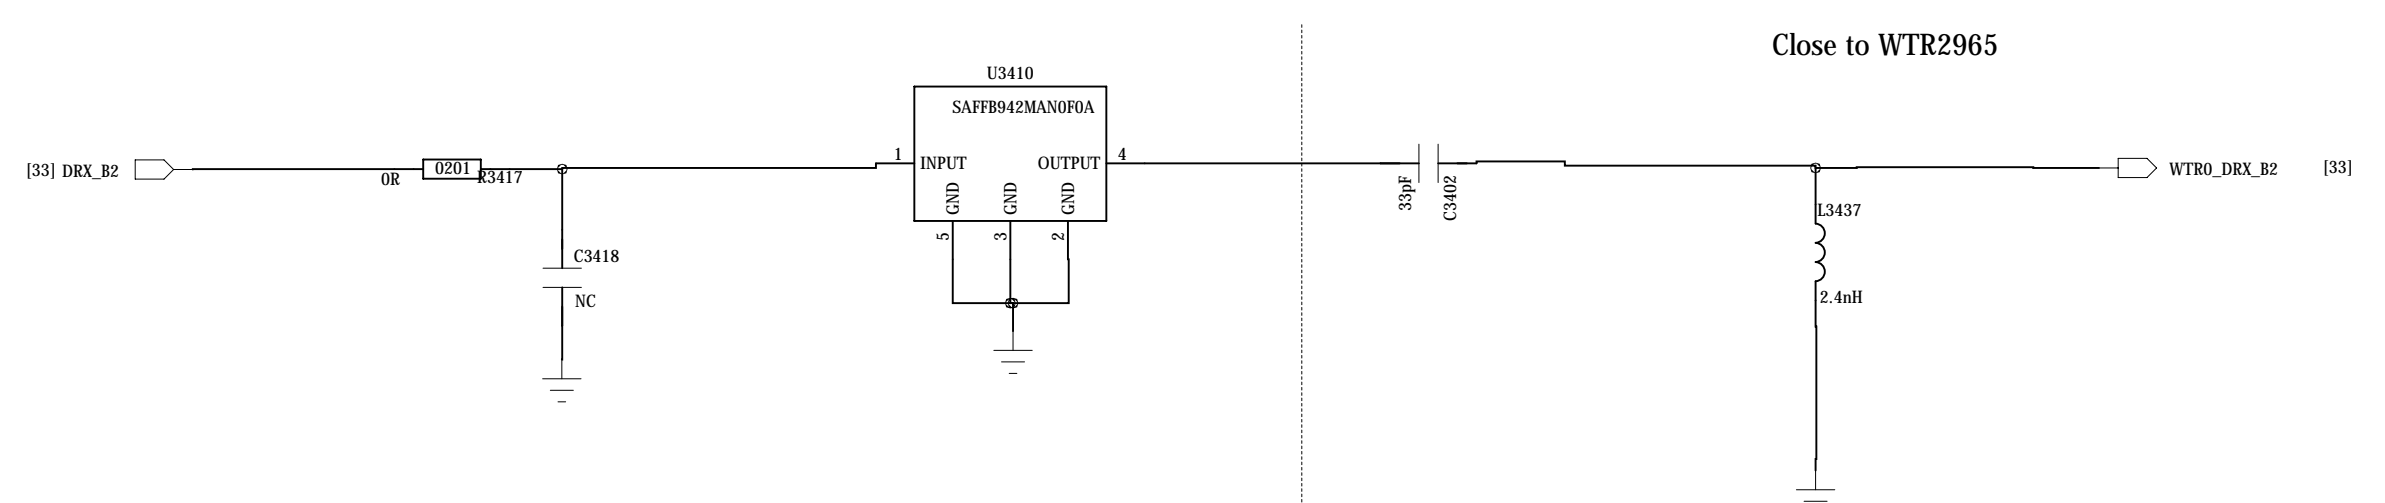 Close to WTR2965
U3410
SAFFB942MAN0F0A
[33] DRX_B2
0R
0201
R3417
1
INPUT
OUTPUT
4
GND
GND
GND
5
3
2
C3418
NC
33pF
C3402
L3437
2.4nH
WTR0_DRX_B2
[33]